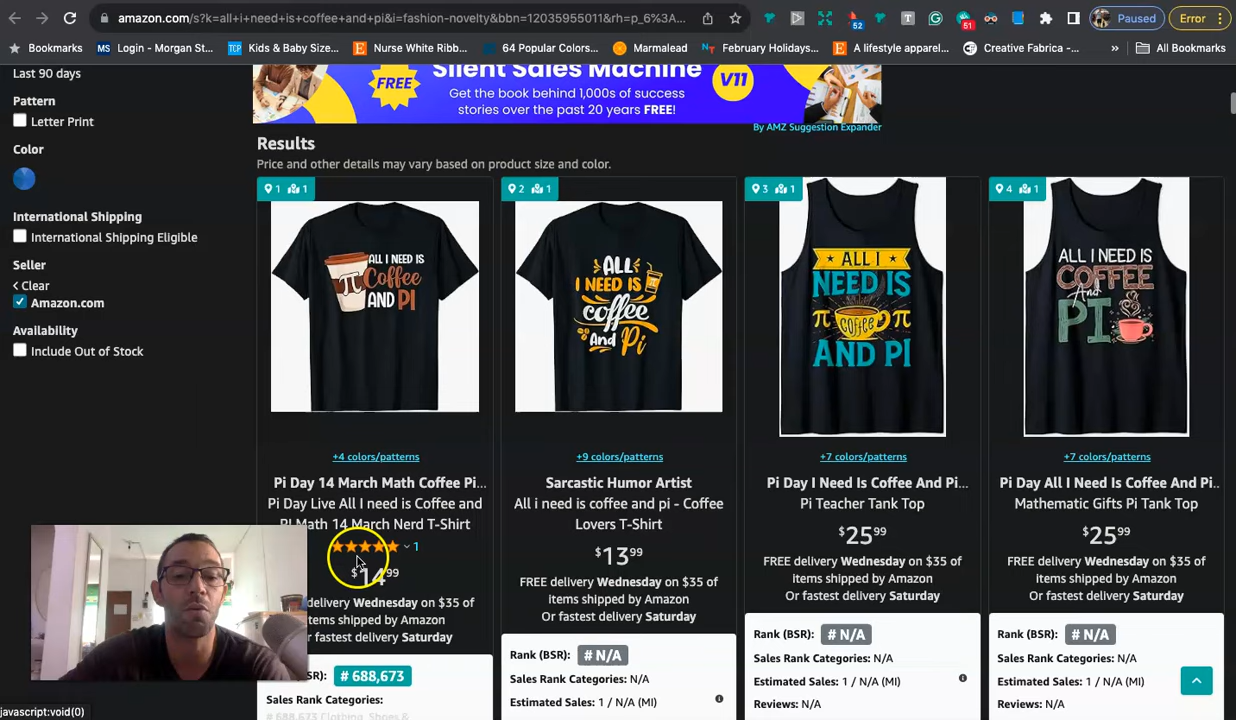 amazon.com/s?k=all+i+need+is+coffee+and+pi&i=fashion-novelty&bbn=12035955011&rh=p_6%3A...
52
51
Paused
Error
Bookmarks
Login - Morgan St...
Kids & Baby Size...
Nurse White Ribb...
64 Popular Colors...
Marmalead
February Holidays...
A lifestyle apparel...
Creative Fabrica -...
»
All Bookmarks
Last 90 days
Pattern
Letter Print
Color
International Shipping
International Shipping Eligible
Seller
< Clear
Amazon.com
Availability
Include Out of Stock
FREE
Silent Sales Machine
Get the book behind 1,000s of success
stories over the past 20 years FREE!
V11
By AMZ Suggestion Expander
Results
Price and other details may vary based on product size and color.
1 1
ALL I NEED IS
Coffee
AND PI
π
+4 colors/patterns
Pi Day 14 March Math Coffee Pi...
Pi Day Live All I need is Coffee and
PI Math 14 March Nerd T-Shirt
1
$14.99
delivery Wednesday on $35 of
items shipped by Amazon
r fastest delivery Saturday
SR): # 688,673
Sales Rank Categories:
# 688,673 Clothing, Shoes &
2 1
ALL
I NEED IS
coffee
And Pi
+9 colors/patterns
Sarcastic Humor Artist
All i need is coffee and pi - Coffee
Lovers T-Shirt
$13.99
FREE delivery Wednesday on $35 of
items shipped by Amazon
Or fastest delivery Saturday
Rank (BSR): # N/A
Sales Rank Categories: N/A
Estimated Sales: 1 / N/A (MI)
3 1
ALL I
NEED IS
π coffee π
AND PI
+7 colors/patterns
Pi Day I Need Is Coffee And Pi...
Pi Teacher Tank Top
$25.99
FREE delivery Wednesday on $35 of
items shipped by Amazon
Or fastest delivery Saturday
Rank (BSR): # N/A
Sales Rank Categories: N/A
Estimated Sales: 1 / N/A (MI)
Reviews: N/A
4 1
ALL I NEED IS
COFFEE
And
PI
+7 colors/patterns
Pi Day All I Need Is Coffee And Pi..
Mathematic Gifts Pi Tank Top
$25.99
FREE delivery Wednesday on $35 of
items shipped by Amazon
Or fastest delivery Saturday
Rank (BSR): # N/A
Sales Rank Categories: N/A
Estimated Sales: 1 / N/A (MI)
Reviews: N/A
javascript:void(0)